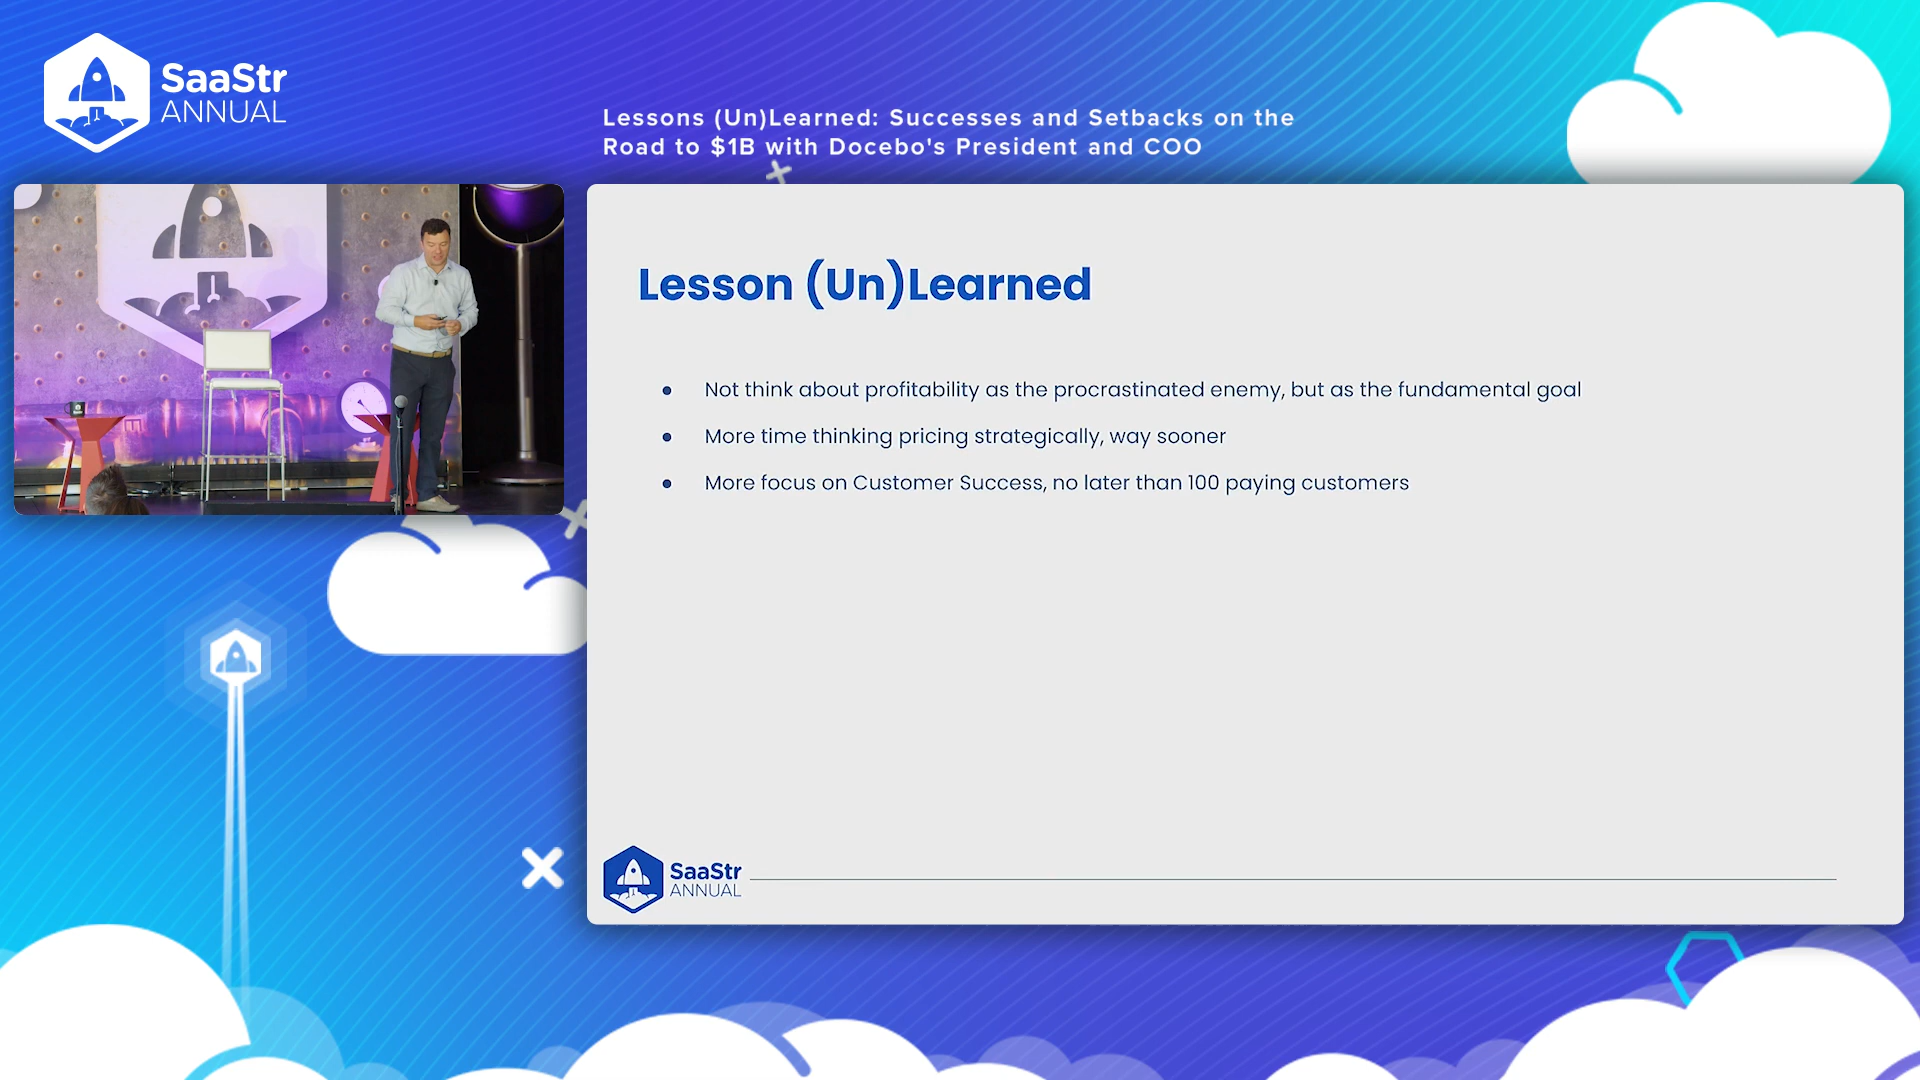 SaaStr
ANNUAL
Lessons (Un)Learned: Successes and Setbacks on the
Road to $1B with Docebo's President and COO
Lesson (Un)Learned
● Not think about profitability as the procrastinated enemy, but as the fundamental goal
● More time thinking pricing strategically, way sooner
● More focus on Customer Success, no later than 100 paying customers
SaaStr
ANNUAL